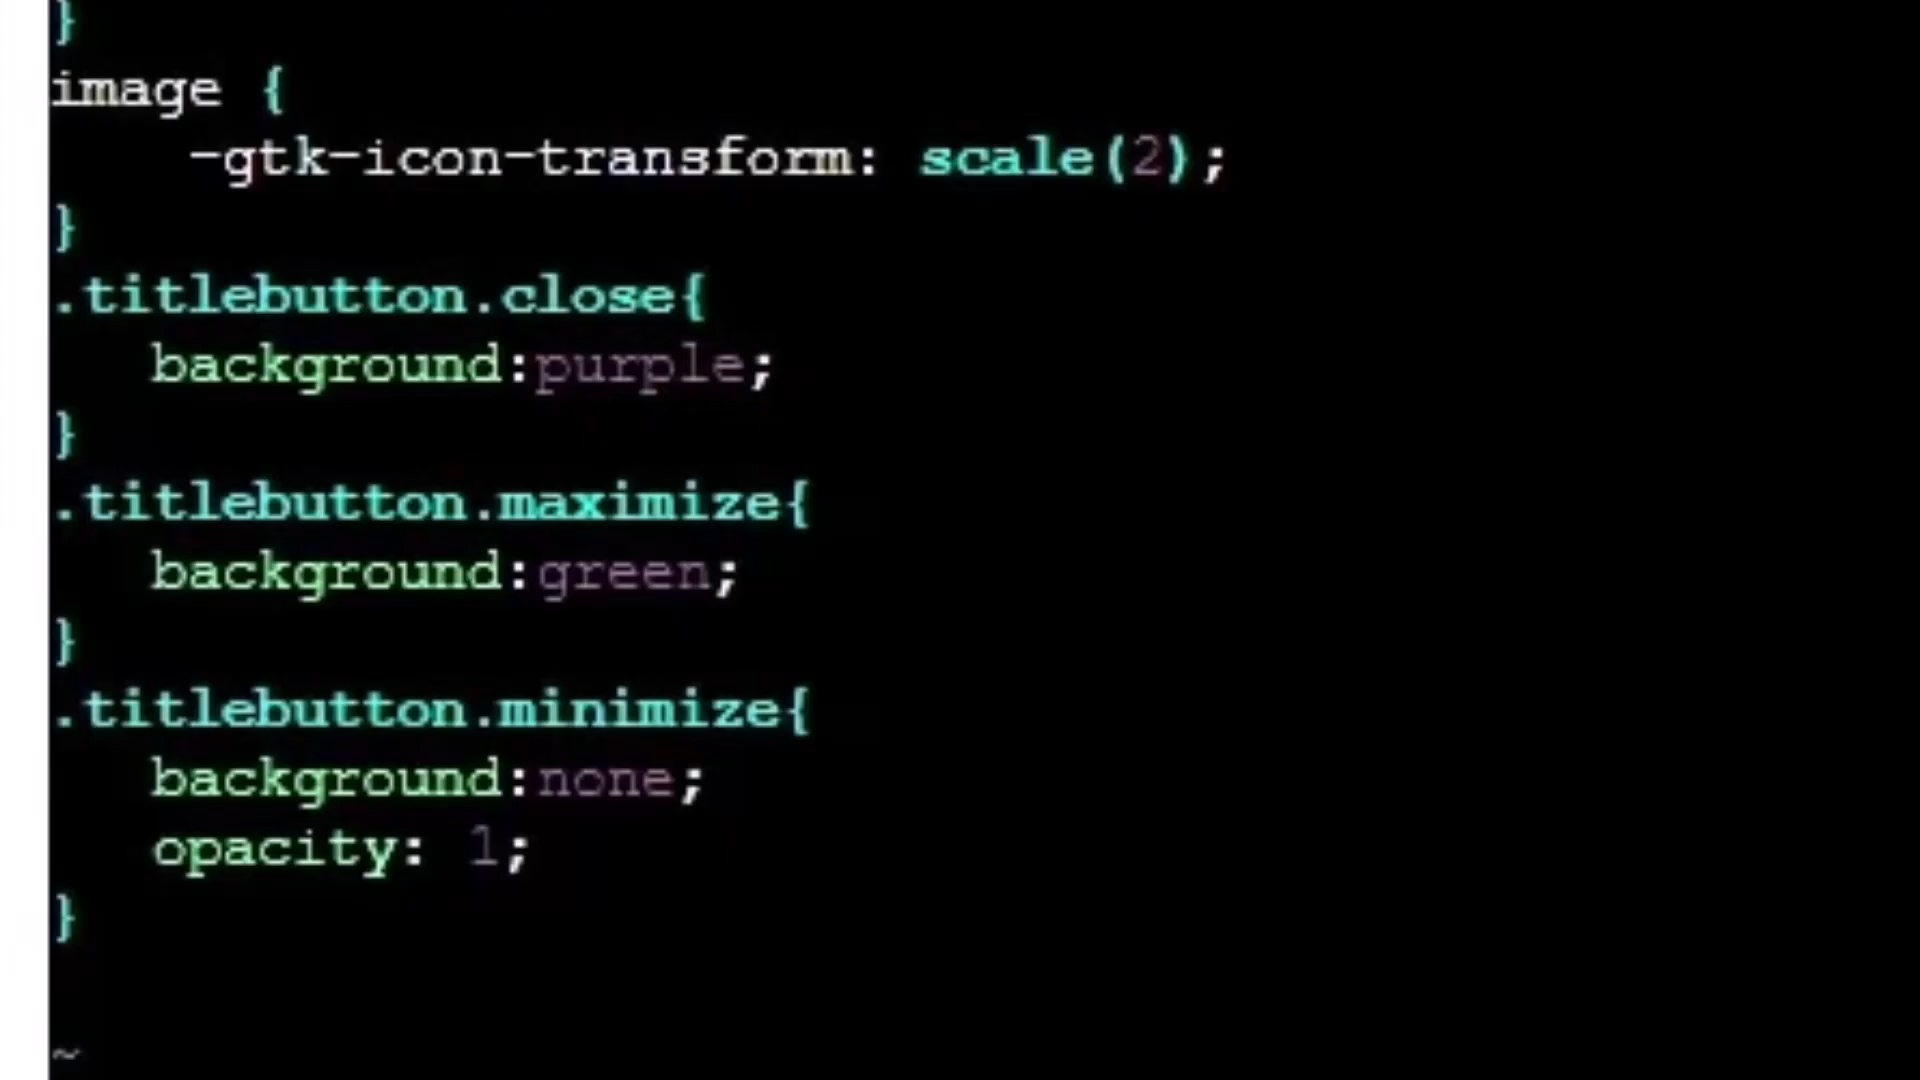 }
image {
    -gtk-icon-transform: scale(2);
}
.titlebutton.close{
   background:purple;
}
.titlebutton.maximize{
   background:green;
}
.titlebutton.minimize{
   background:none;
   opacity: 1;
}
~